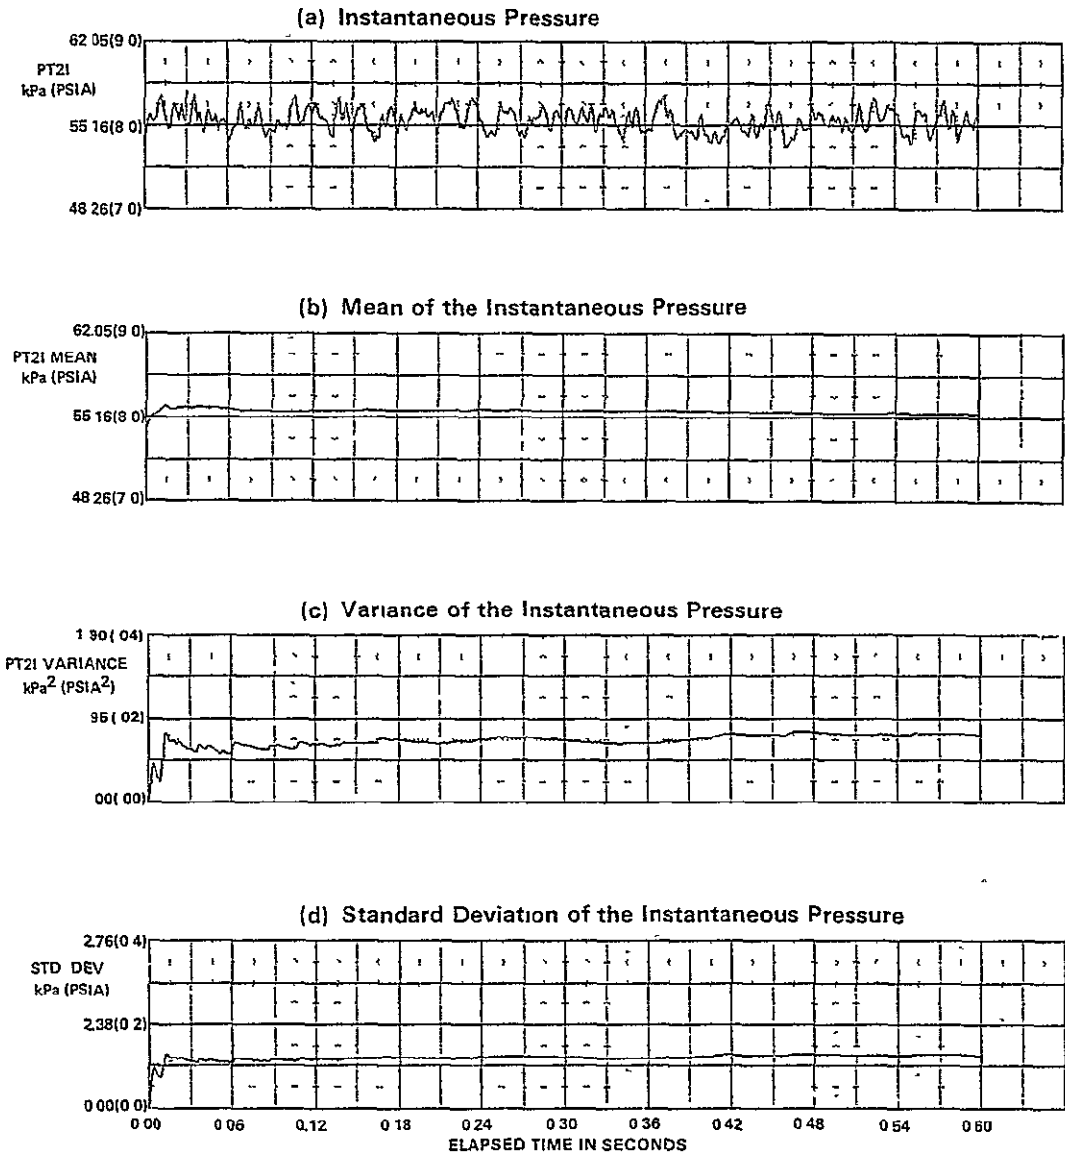 (a) Instantaneous Pressure
62 05(9 0)
PT2I
kPa (PSIA)
55 16(8 0)
48 26(7 0)
(b) Mean of the Instantaneous Pressure
62.05(9 0)
PT2I MEAN
kPa (PSIA)
55 16(8 0)
48 26(7 0)
(c) Variance of the Instantaneous Pressure
1 90( 04)
PT2I VARIANCE
kPa2 (PSIA2)
95 ( 02)
00( 00)
(d) Standard Deviation of the Instantaneous Pressure
2.76(0 4)
STD DEV
kPa (PSIA)
2.38(0 2)
0 00(0 0)
0 00 0 06 0.12 0 18 0.24 0.30 0.36 0 42 0 48 0 54 0 60
ELAPSED TIME IN SECONDS